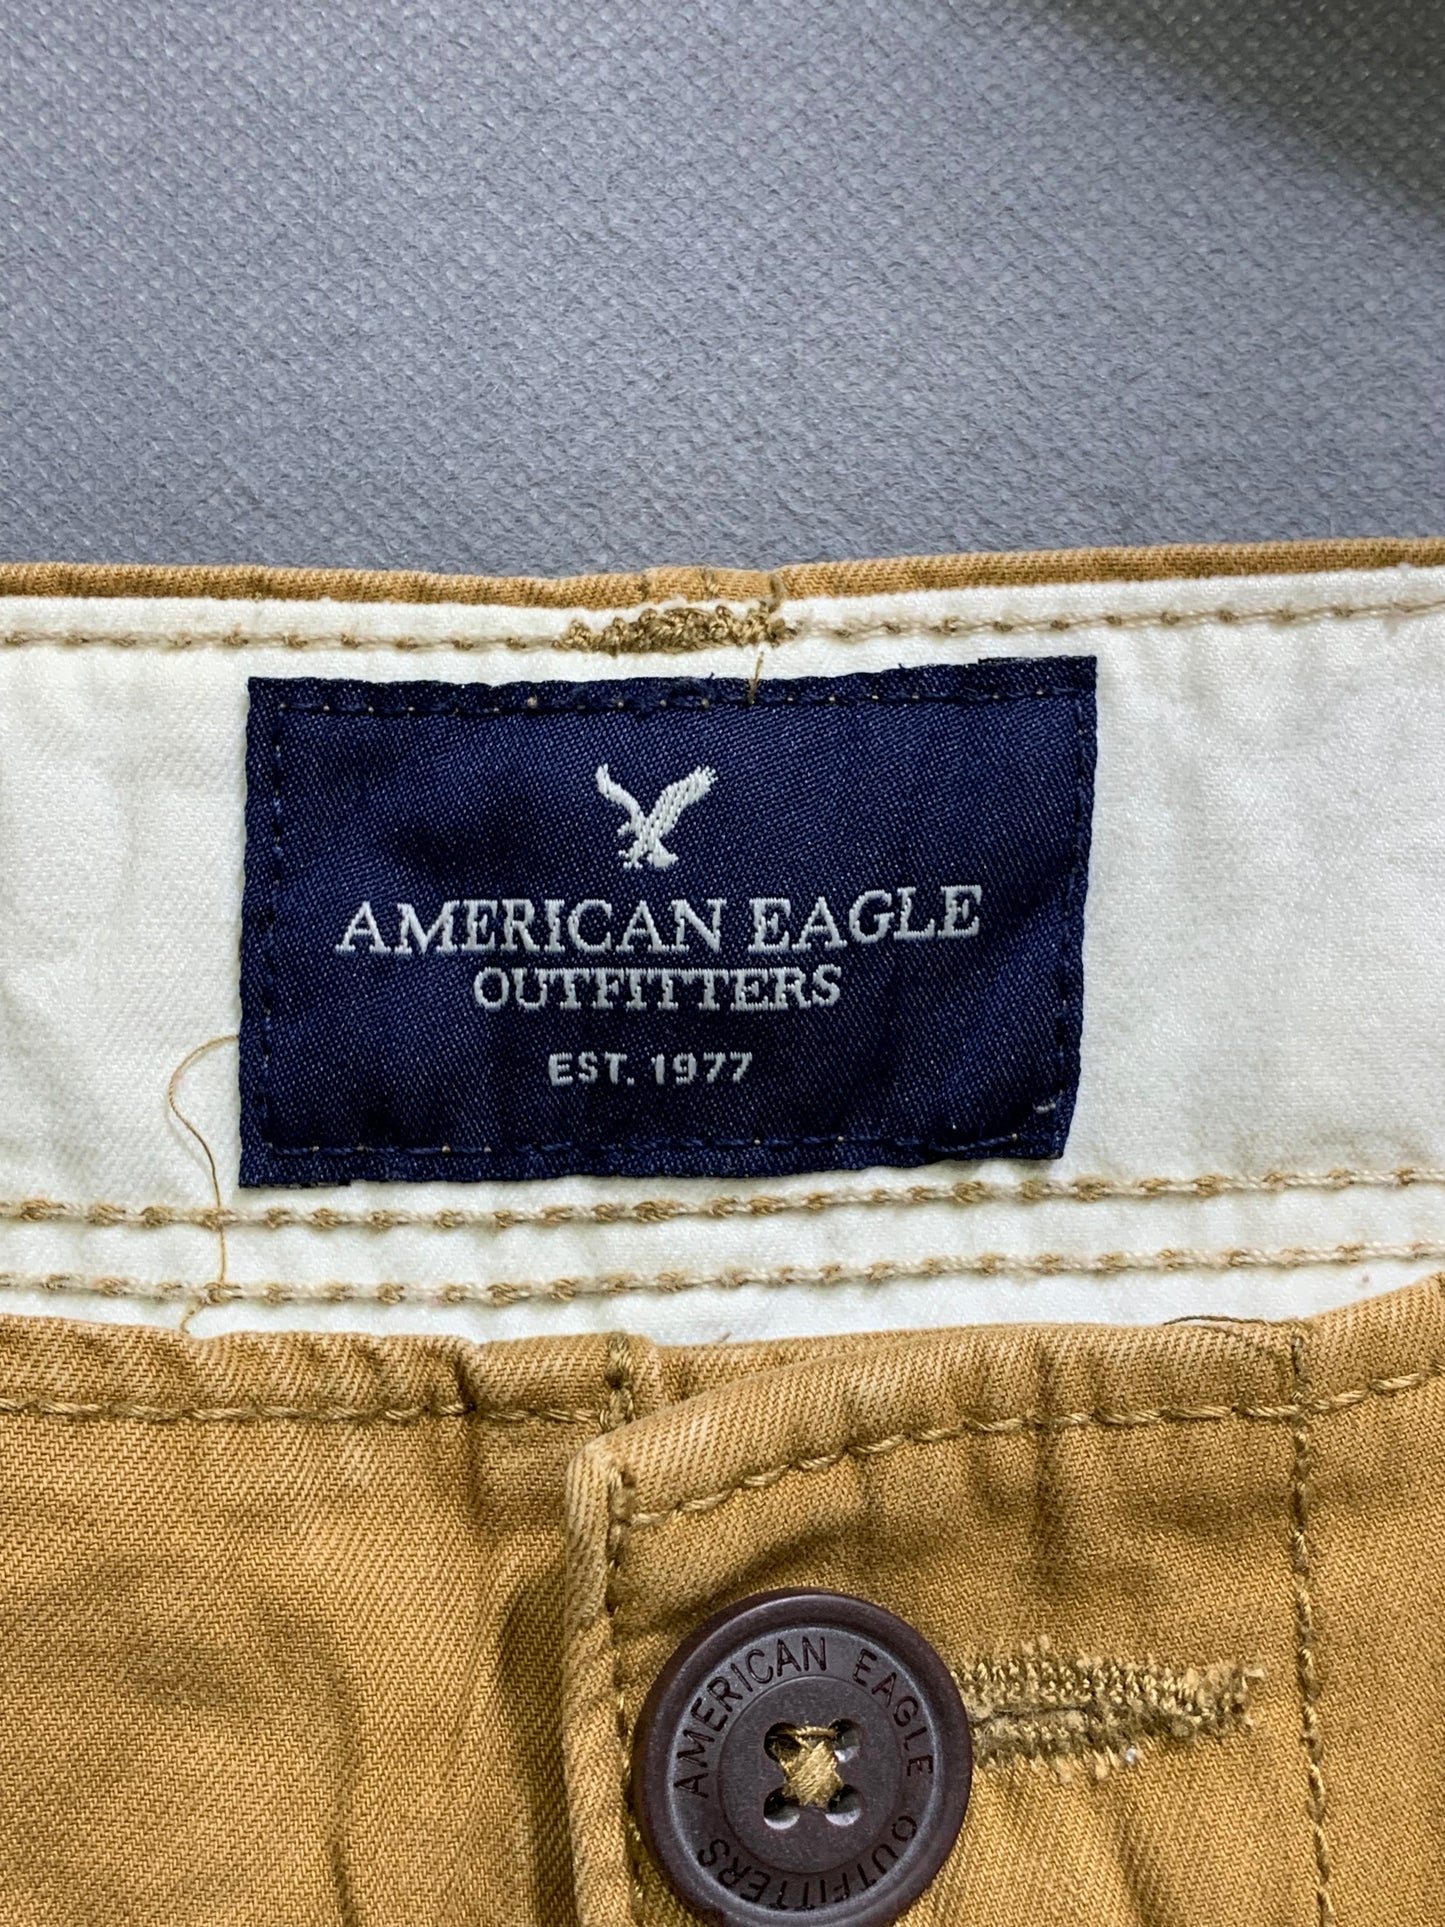 AMERICAN EAGLE
OUTFITTERS
EST. 1977
AMERICAN EAGLE OUTFITTERS